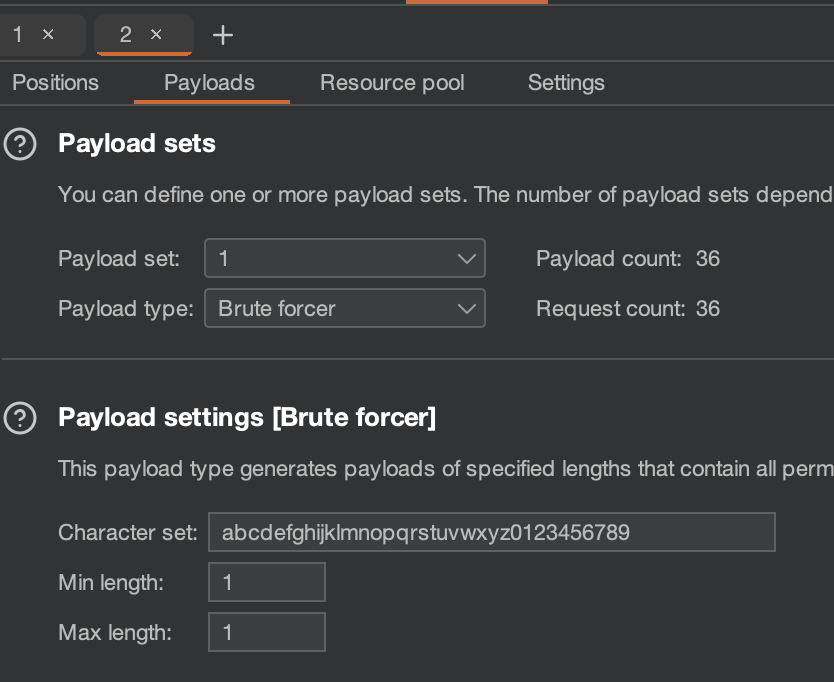 1 × 2 × +
Positions Payloads Resource pool Settings
? Payload sets
You can define one or more payload sets. The number of payload sets depend
Payload set: 1 Payload count: 36
Payload type: Brute forcer Request count: 36
? Payload settings [Brute forcer]
This payload type generates payloads of specified lengths that contain all perm
Character set: abcdefghijklmnopqrstuvwxyz0123456789
Min length: 1
Max length: 1